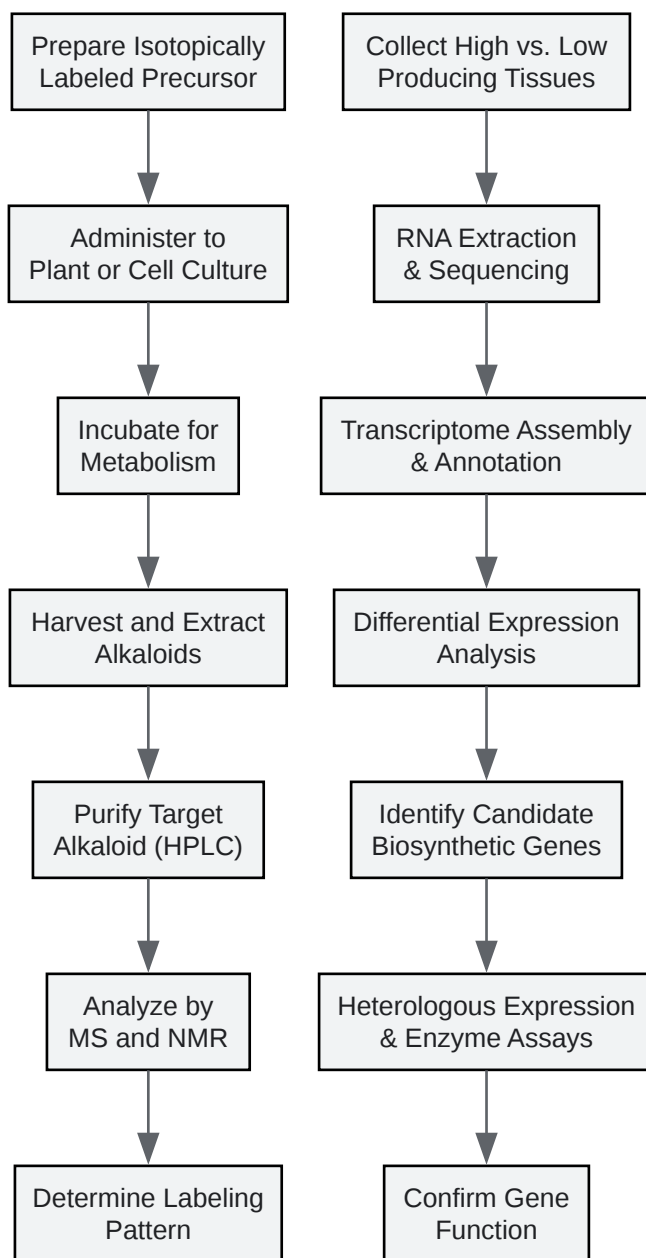 Prepare Isotopically
Labeled Precursor
Administer to
Plant or Cell Culture
Incubate for
Metabolism
Harvest and Extract
Alkaloids
Purify Target
Alkaloid (HPLC)
Analyze by
MS and NMR
Determine Labeling
Pattern
Collect High vs. Low
Producing Tissues
RNA Extraction
& Sequencing
Transcriptome Assembly
& Annotation
Differential Expression
Analysis
Identify Candidate
Biosynthetic Genes
Heterologous Expression
& Enzyme Assays
Confirm Gene
Function